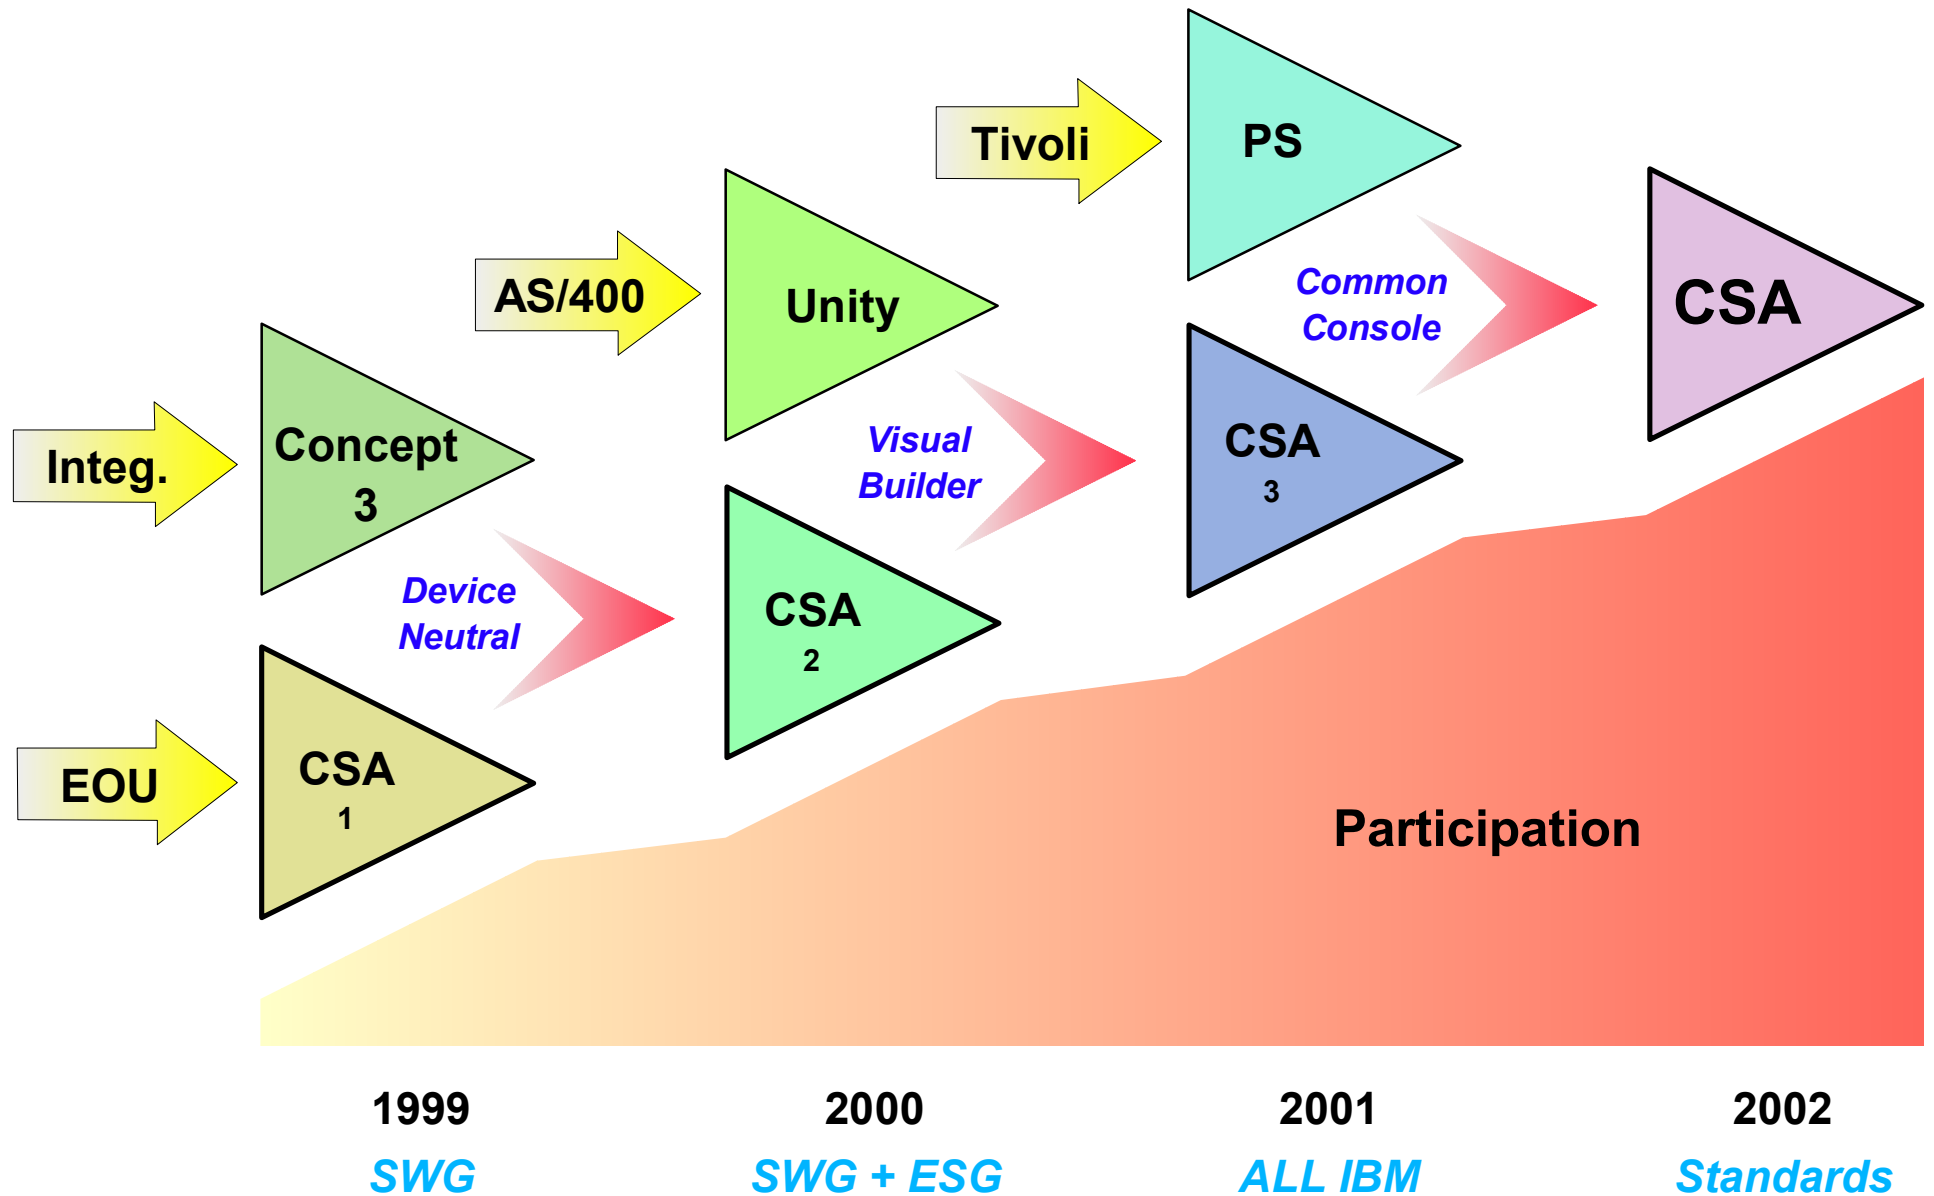 Tivoli
PS
AS/400
Unity
Common
Console
CSA
Integ.
Concept
3
Visual
Builder
CSA
3
Device
Neutral
CSA
2
EOU
CSA
1
Participation
1999
2000
2001
2002
SWG
SWG + ESG
ALL IBM
Standards